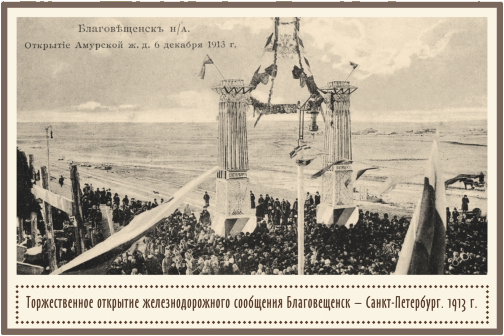 Благовѣщенскъ н/А.
Открытіе Амурской ж. д. 6 декабря 1913 г.
Торжественное открытие железнодорожного сообщения Благовещенск – Санкт-Петербург. 1913 г.